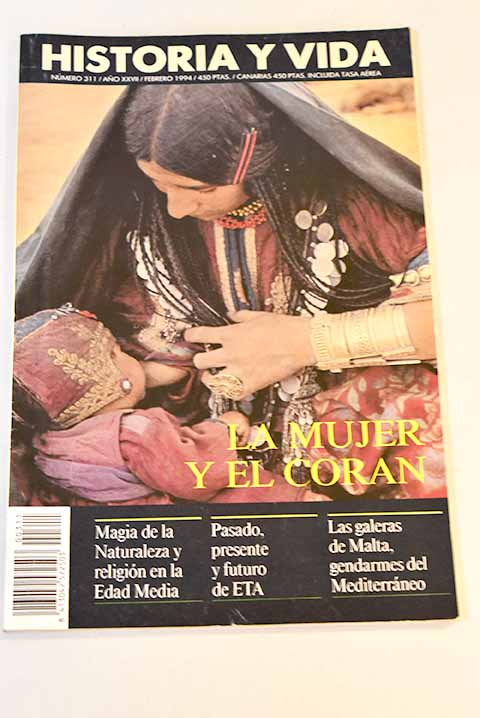 HISTORIA Y VIDA
NÚMERO 311 / AÑO XXVII / FEBRERO 1994 / 450 PTAS. / CANARIAS 450 PTAS. INCLUIDA TASA AÉREA
LA MUJER
Y EL CORAN
Magia de la
Naturaleza y
religión en la
Edad Media
Pasado,
presente
y futuro
de ETA
Las galeras
de Malta,
gendarmes del
Mediterráneo
00311